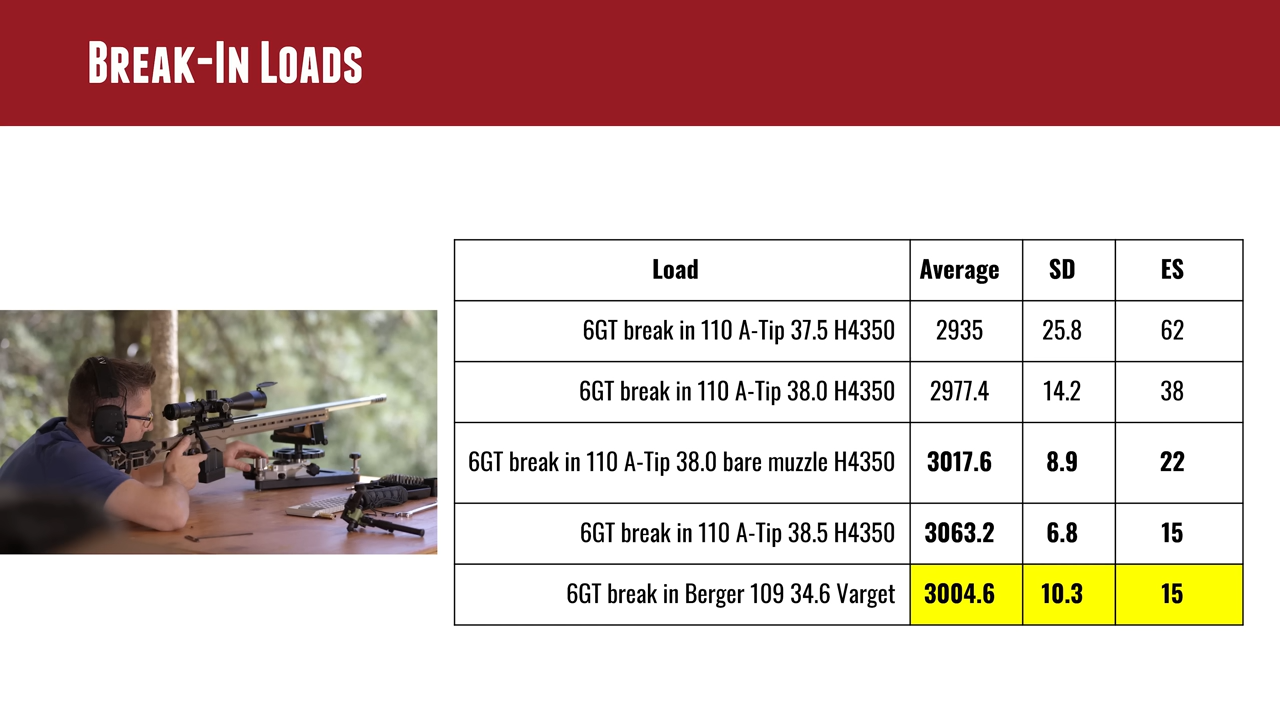 Break-In Loads
Load Average SD ES
6GT break in 110 A-Tip 37.5 H4350 2935 25.8 62
6GT break in 110 A-Tip 38.0 H4350 2977.4 14.2 38
6GT break in 110 A-Tip 38.0 bare muzzle H4350 3017.6 8.9 22
6GT break in 110 A-Tip 38.5 H4350 3063.2 6.8 15
6GT break in Berger 109 34.6 Varget 3004.6 10.3 15